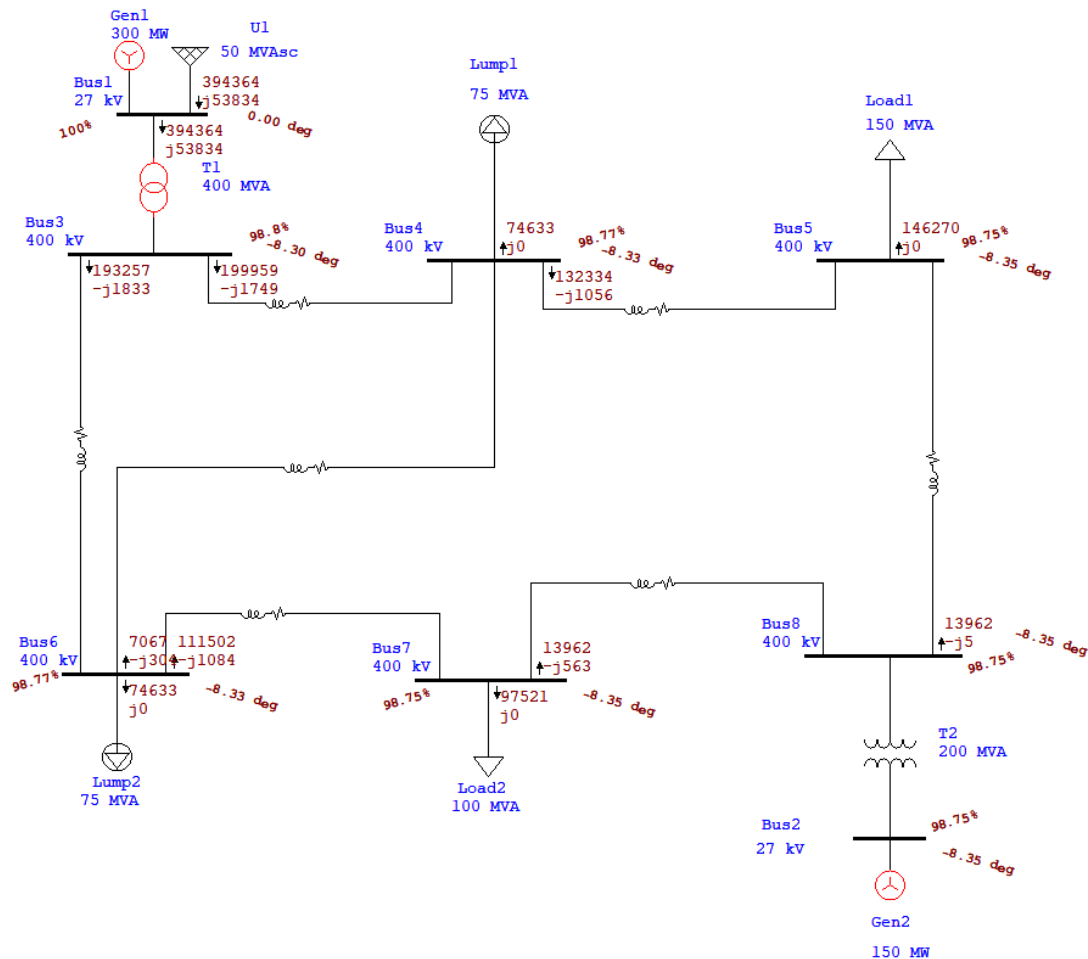 Gen1
300 MW
U1
50 MVAsc
Bus1
27 kV
394364
j53834
100%
0.00 deg
394364
j53834
T1
400 MVA
Lump1
75 MVA
Load1
150 MVA
Bus3
400 kV
98.8%
-8.30 deg
193257
-j1833
199959
-j1749
Bus4
400 kV
74633
j0
98.77%
-8.33 deg
132334
-j1056
Bus5
400 kV
146270
j0
98.75%
-8.35 deg
Bus6
400 kV
98.77%
7067
-j304
111502
-j1084
74633
j0
-8.33 deg
Lump2
75 MVA
Bus7
400 kV
98.75%
13962
-j563
97521
j0
-8.35 deg
Load2
100 MVA
Bus8
400 kV
13962
-j5
-8.35 deg
98.75%
T2
200 MVA
Bus2
27 kV
98.75%
-8.35 deg
Gen2
150 MW